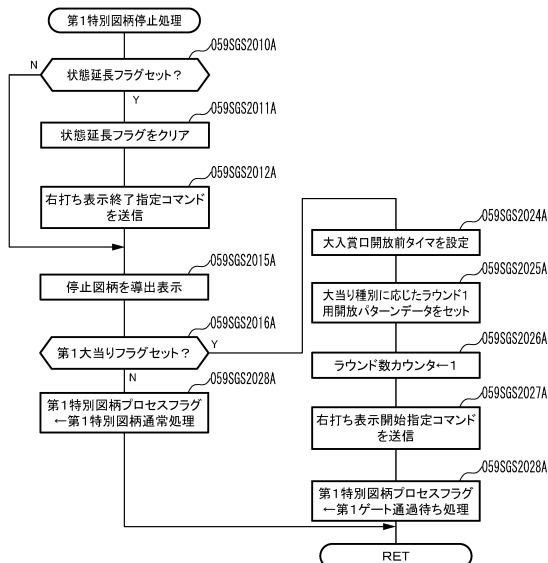 第1特別図柄停止処理
059SGS2010A
状態延長フラグセット？
N
Y
059SGS2011A
状態延長フラグをクリア
059SGS2012A
右打ち表示終了指定コマンド
を送信
059SGS2015A
停止図柄を導出表示
059SGS2016A
第１大当りフラグセット？
Y
N
059SGS2028A
第１特別図柄プロセスフラグ
←第１特別図柄通常処理
059SGS2024A
大入賞口開放前タイマを設定
059SGS2025A
大当り種別に応じたラウンド１
用開放パターンデータをセット
059SGS2026A
ラウンド数カウンタ←１
059SGS2027A
右打ち表示開始指定コマンド
を送信
059SGS2028A
第１特別図柄プロセスフラグ
←第１ゲート通過待ち処理
RET